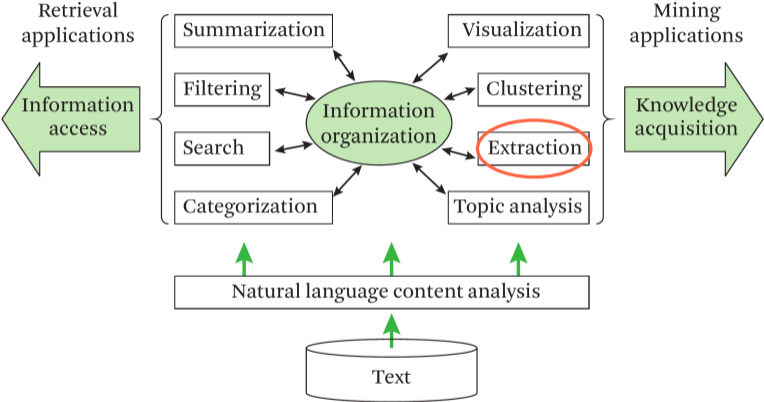 Retrieval
applications
Information
access
Summarization
Filtering
Search
Categorization
Information
organization
Visualization
Clustering
Extraction
Topic analysis
Mining
applications
Knowledge
acquisition
Natural language content analysis
Text